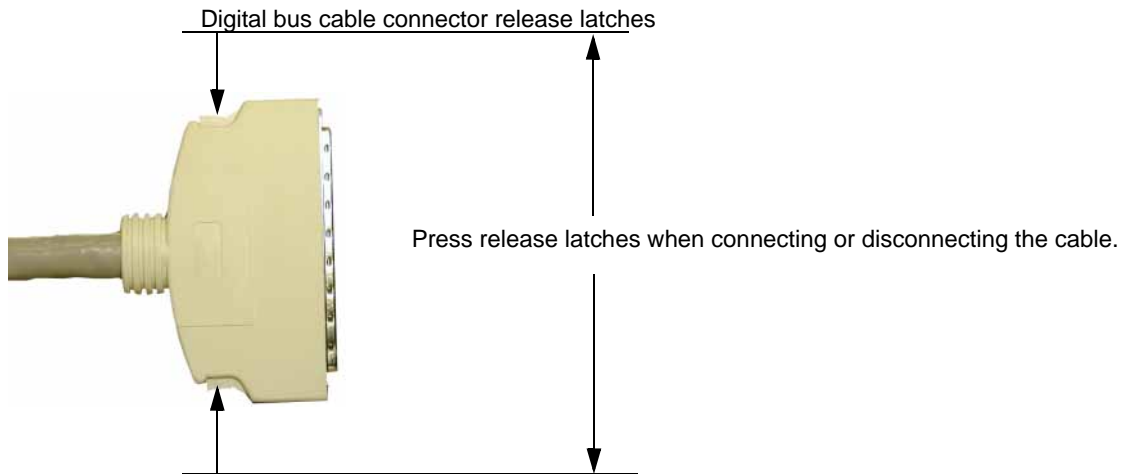 Digital bus cable connector release latches
Press release latches when connecting or disconnecting the cable.